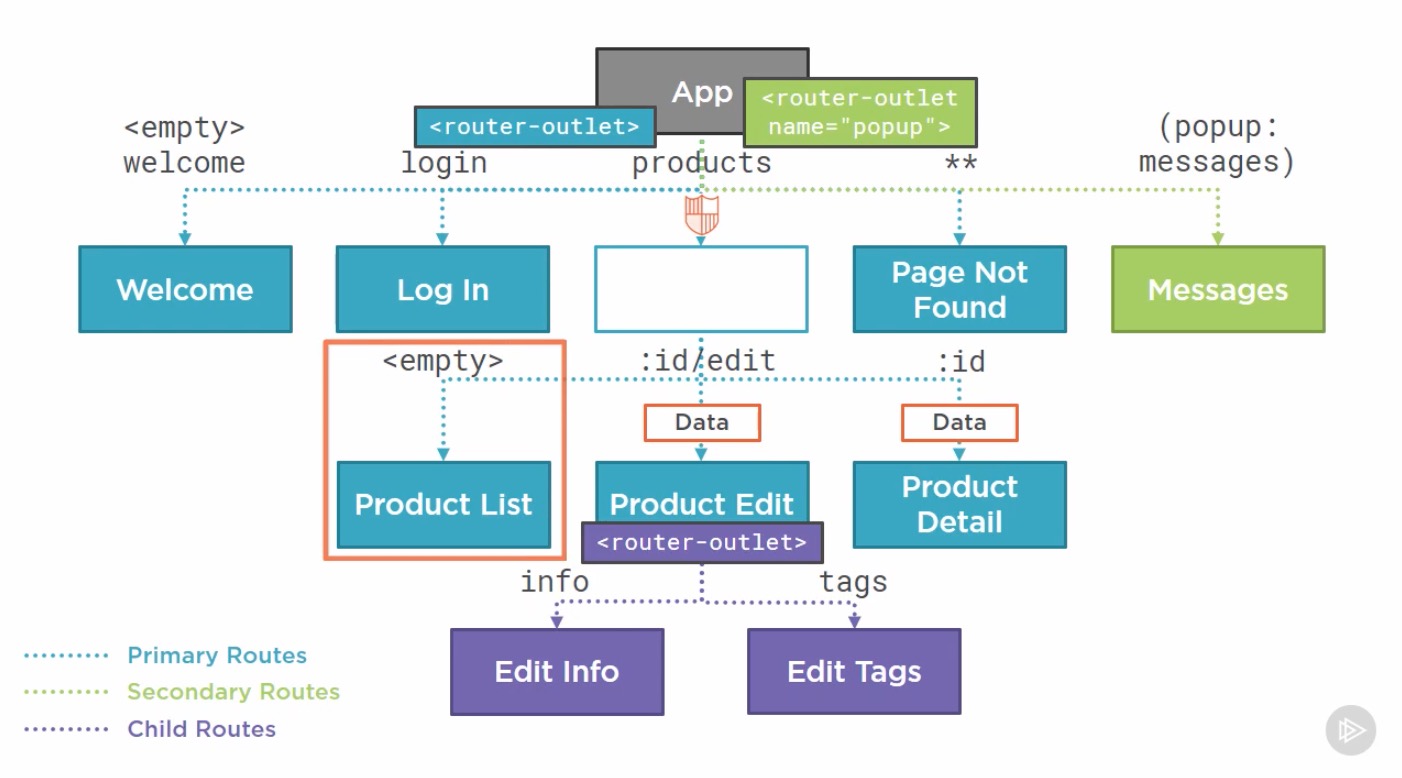 App
<router-outlet>
<router-outlet
name="popup">
<empty>
welcome
login
products
**
(popup:
messages)
Welcome
Log In
Page Not
Found
Messages
<empty>
:id/edit
:id
Data
Data
Product List
Product Edit
Product
Detail
<router-outlet>
info
tags
Edit Info
Edit Tags
Primary Routes
Secondary Routes
Child Routes